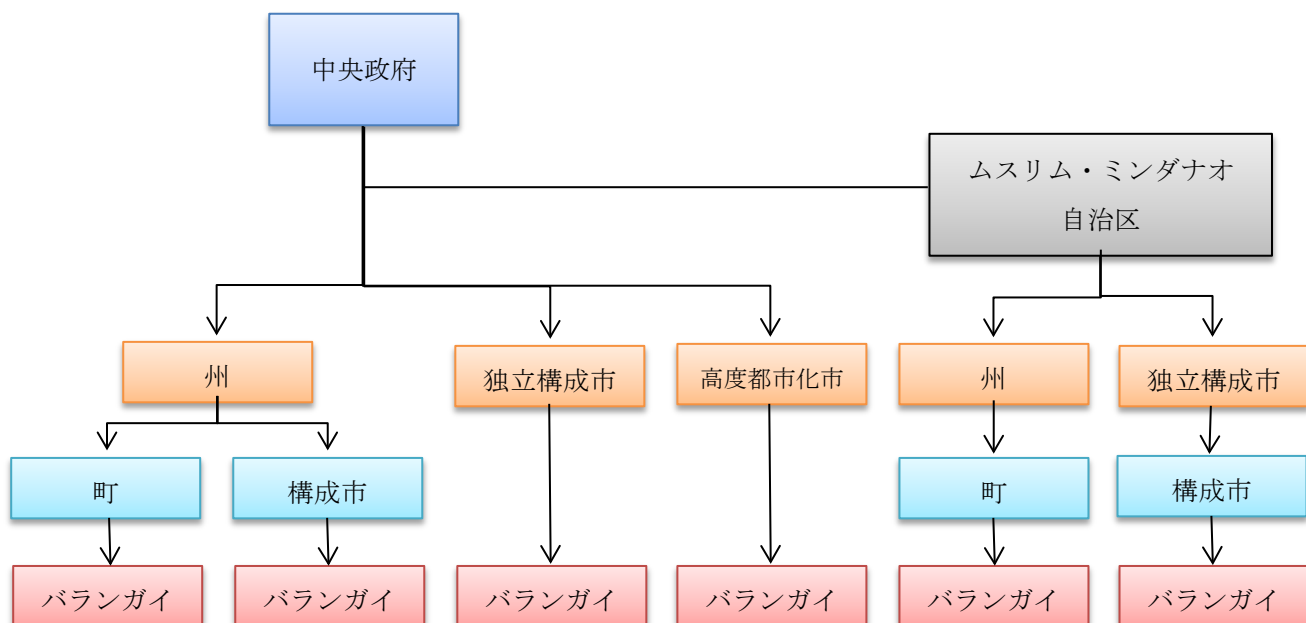 中央政府
ムスリム・ミンダナオ
自治区
州
独立構成市
高度都市化市
州
独立構成市
町
構成市
町
構成市
バランガイ
バランガイ
バランガイ
バランガイ
バランガイ
バランガイ